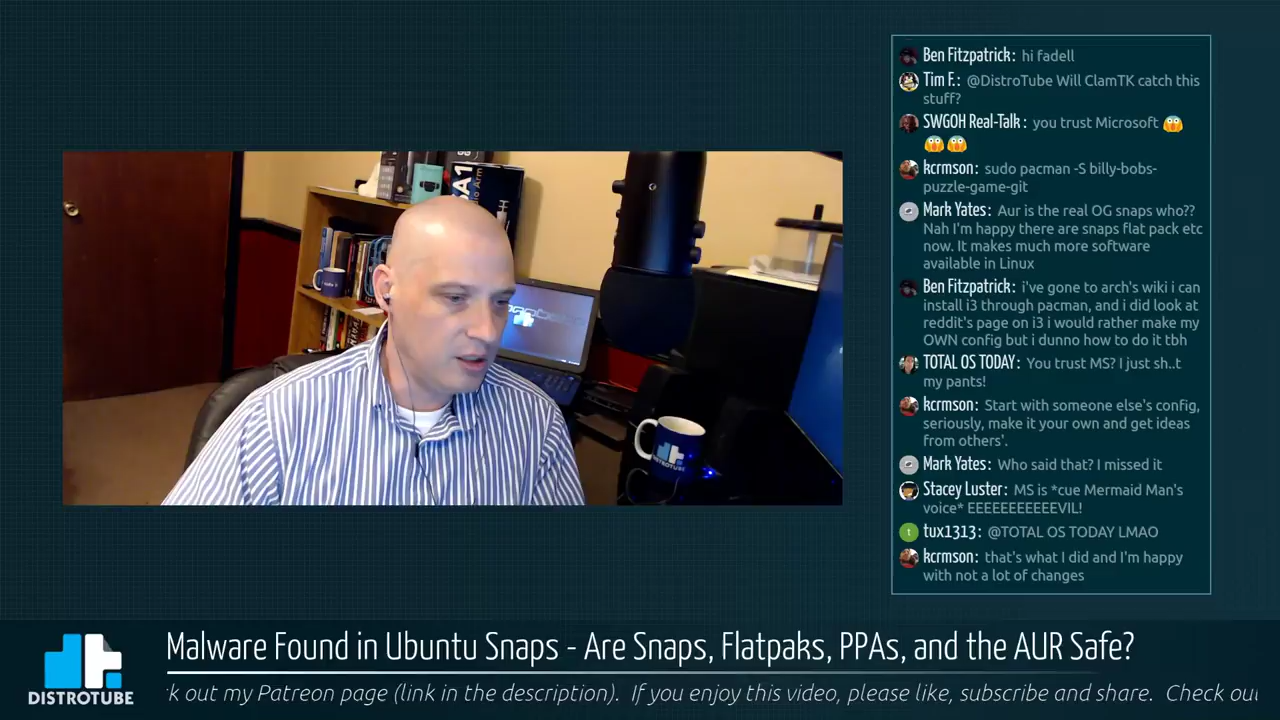 Ben Fitzpatrick: hi fadell
Tim F.: @DistroTube Will ClamTK catch this
stuff?
SWGOH Real-Talk : you trust Microsoft 😱
😱😱
kcrmson: sudo pacman -S billy-bobs-
puzzle-game-git
Mark Yates: Aur is the real OG snaps who??
Nah I'm happy there are snaps flat pack etc
now. It makes much more software
available in Linux
Ben Fitzpatrick: i've gone to arch's wiki i can
install i3 through pacman, and i did look at
reddit's page on i3 i would rather make my
OWN config but i dunno how to do it tbh
TOTAL OS TODAY: You trust MS? I just sh..t
my pants!
kcrmson: Start with someone else's config,
seriously, make it your own and get ideas
from others'.
Mark Yates: Who said that? I missed it
Stacey Luster: MS is *cue Mermaid Man's
voice* EEEEEEEEEEEVIL!
t tux1313: @TOTAL OS TODAY LMAO
kcrmson: that's what I did and I'm happy
with not a lot of changes
A1
DISTROTUBE
Malware Found in Ubuntu Snaps - Are Snaps, Flatpaks, PPAs, and the AUR Safe?
DISTROTUBE
k out my Patreon page (link in the description). If you enjoy this video, please like, subscribe and share. Check out